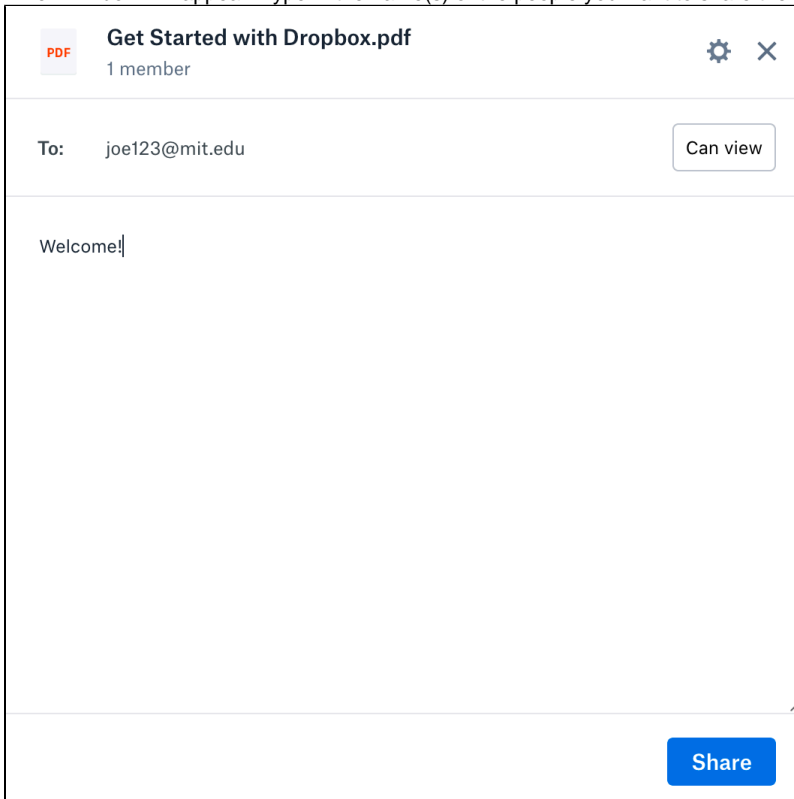 Get Started with Dropbox.pdf
PDF
1 member
To: joe123@mit.edu Can view
Welcome!
Share